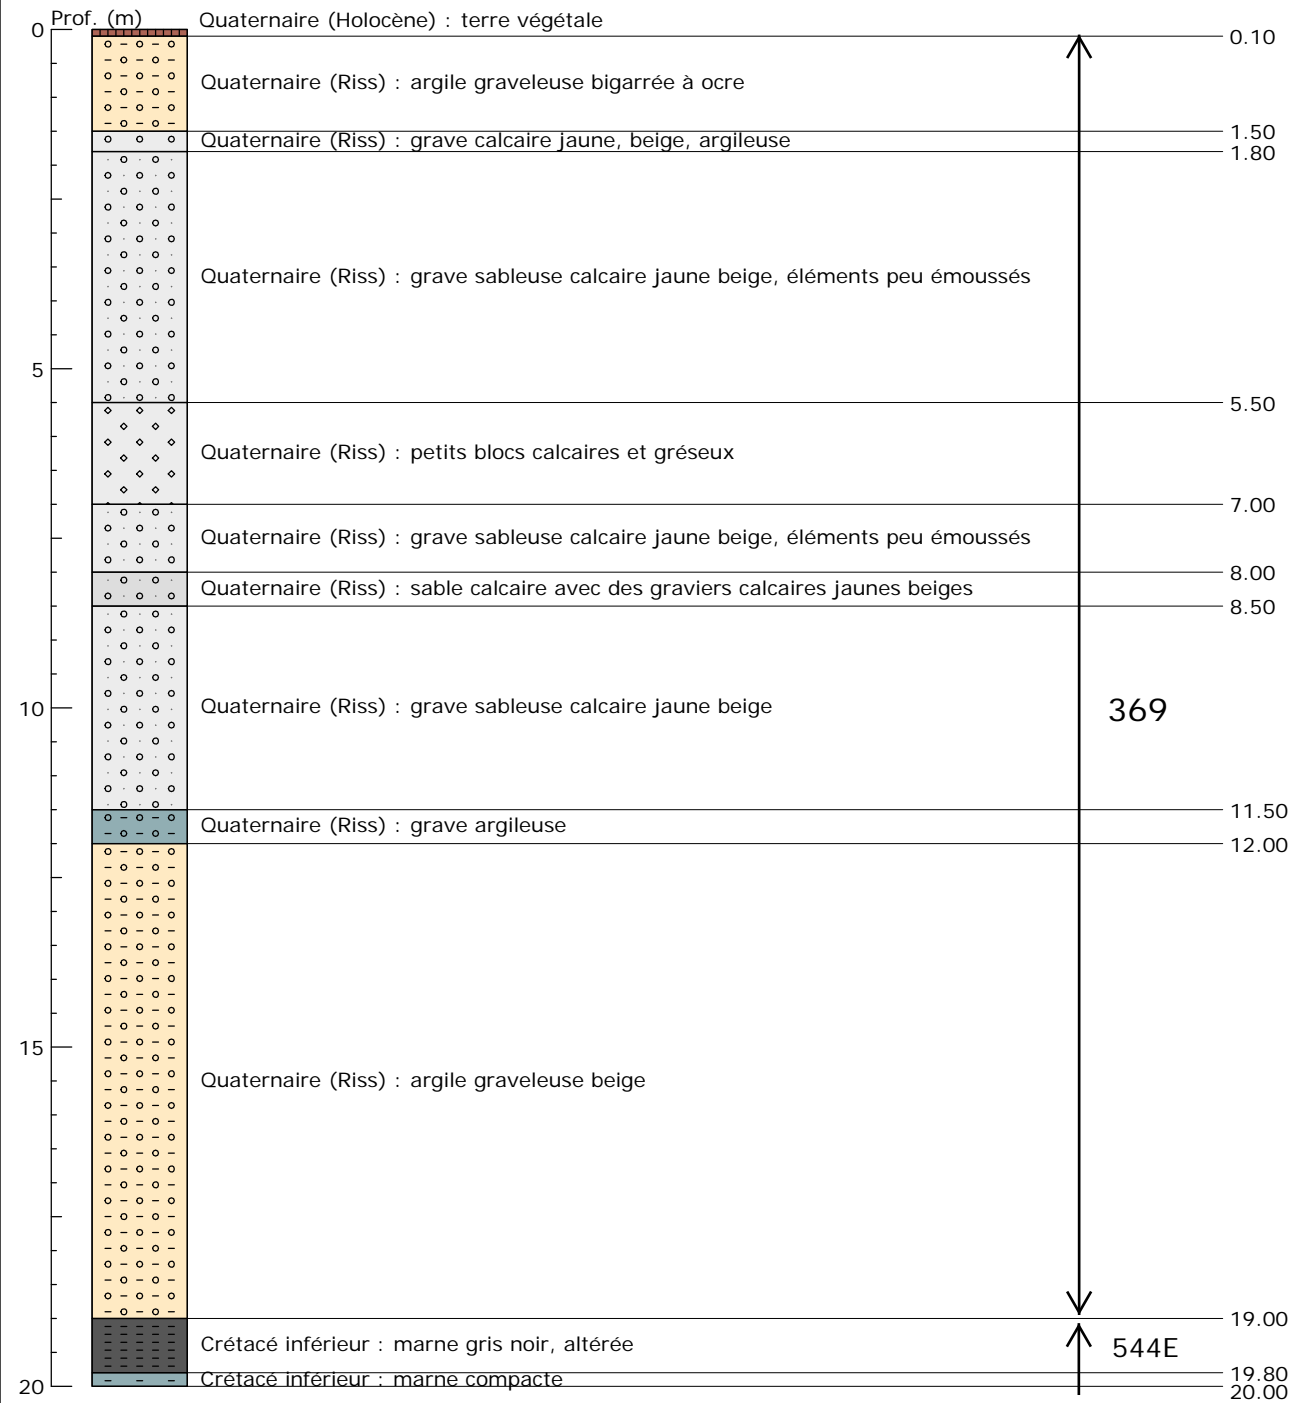 Prof. (m)
Quaternaire (Holocène) : terre végétale
0
0.10
Quaternaire (Riss) : argile graveleuse bigarrée à ocre
1.50
Quaternaire (Riss) : grave calcaire jaune, beige, argileuse
1.80
Quaternaire (Riss) : grave sableuse calcaire jaune beige, éléments peu émoussés
5
5.50
Quaternaire (Riss) : petits blocs calcaires et gréseux
7.00
Quaternaire (Riss) : grave sableuse calcaire jaune beige, éléments peu émoussés
8.00
Quaternaire (Riss) : sable calcaire avec des graviers calcaires jaunes beiges
8.50
10
Quaternaire (Riss) : grave sableuse calcaire jaune beige
369
11.50
Quaternaire (Riss) : grave argileuse
12.00
15
Quaternaire (Riss) : argile graveleuse beige
19.00
Crétacé inférieur : marne gris noir, altérée
544E
19.80
Crétacé inférieur : marne compacte
20
20.00